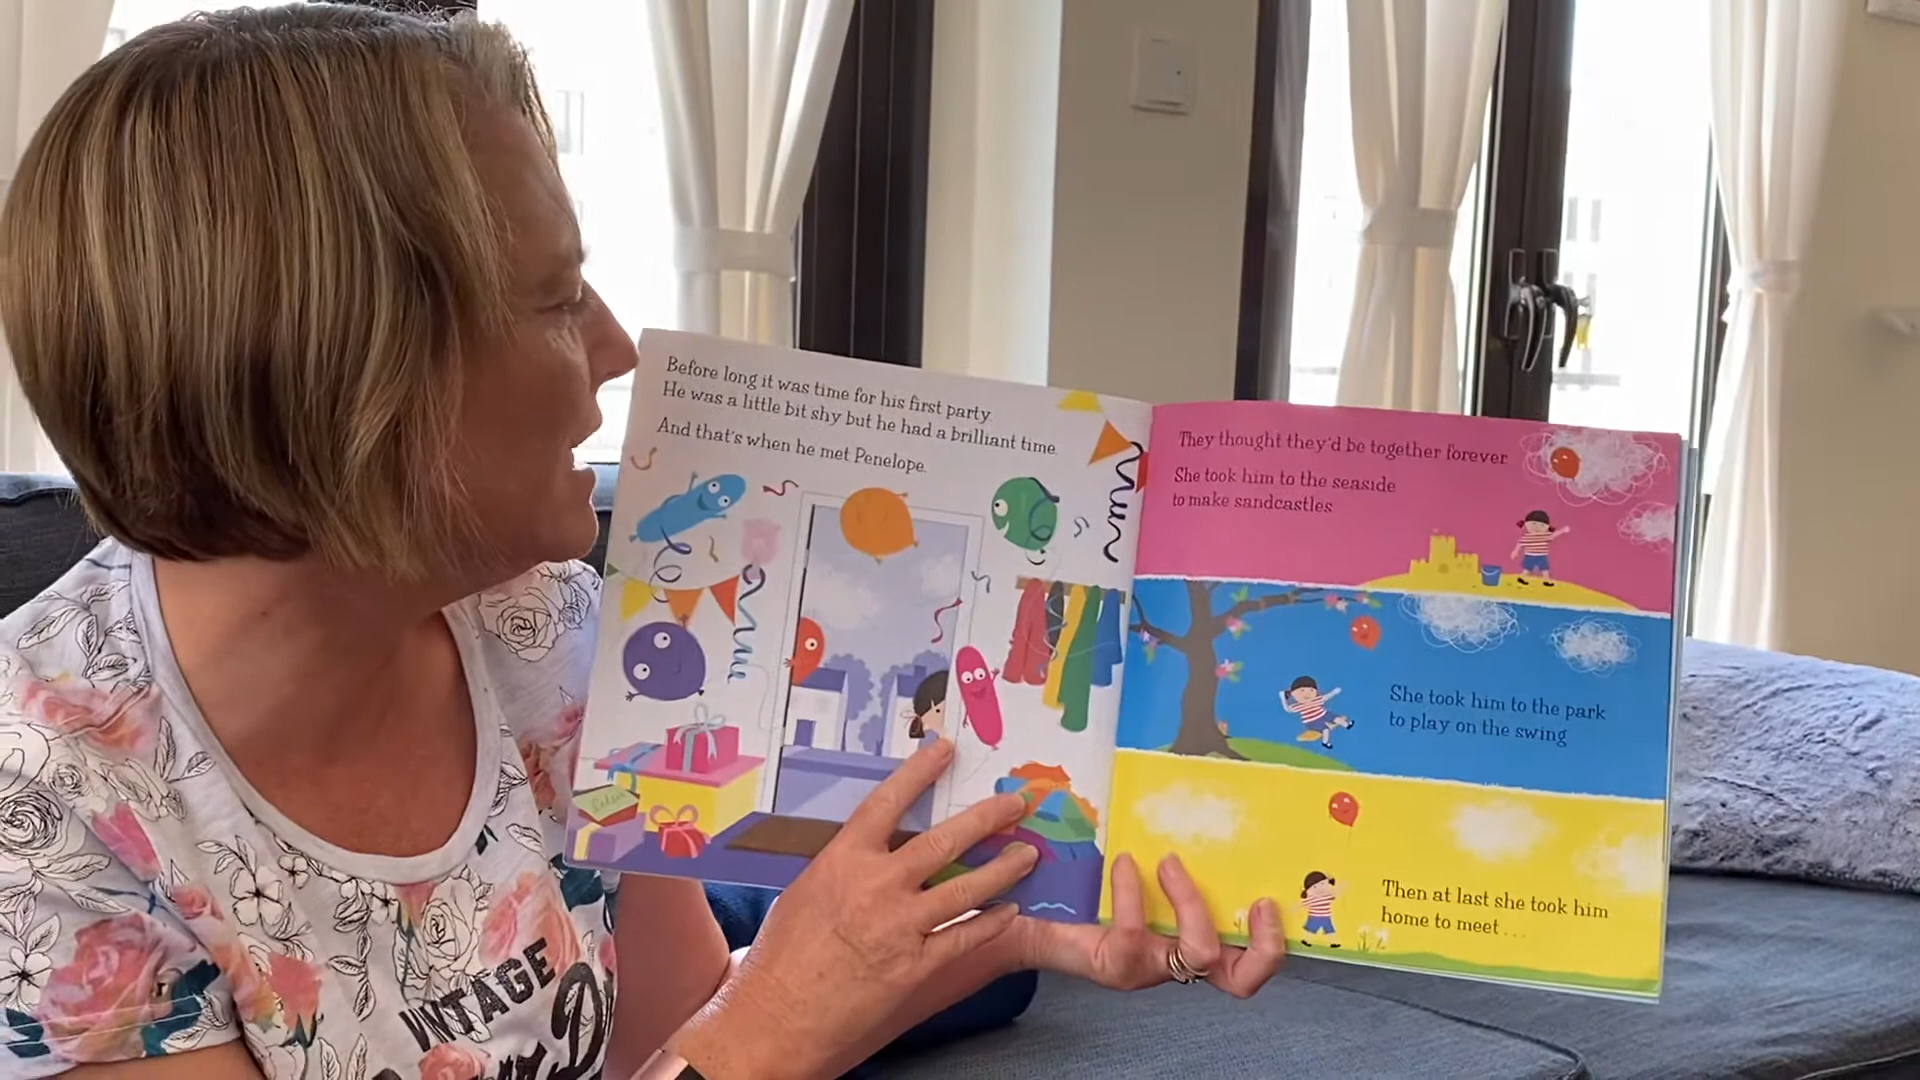 Before long it was time for his first party.
He was a little bit shy but he had a brilliant time.
And that's when he met Penelope.
They thought they'd be together forever.
She took him to the seaside
to make sandcastles
She took him to the park
to play on the swing
Then at last she took him
home to meet ...
VINTAGE